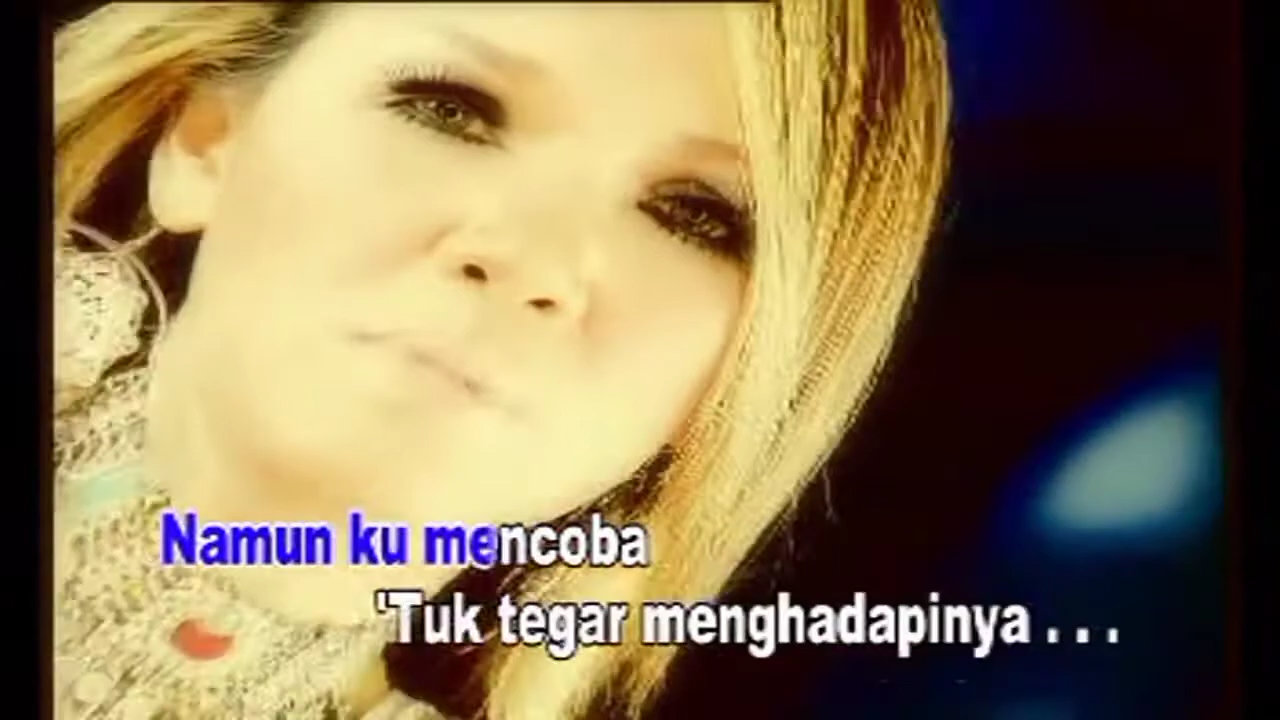 Namun ku mencoba
'Tuk tegar menghadapinya . . .